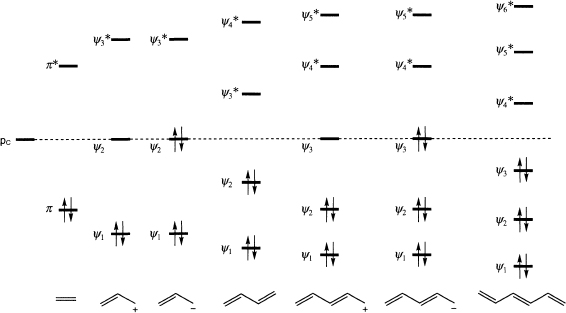 ψ₆*
ψ₄* ψ₅* ψ₅*
ψ₃* ψ₃* ψ₅*
π* ψ₄* ψ₄*
ψ₃* ψ₄*
p_C ψ₂ ψ₂ ψ₃ ψ₃
ψ₂ ψ₃
π ψ₂ ψ₂ ψ₂
ψ₁ ψ₁ ψ₁ ψ₁ ψ₁
ψ₁
+ − + −